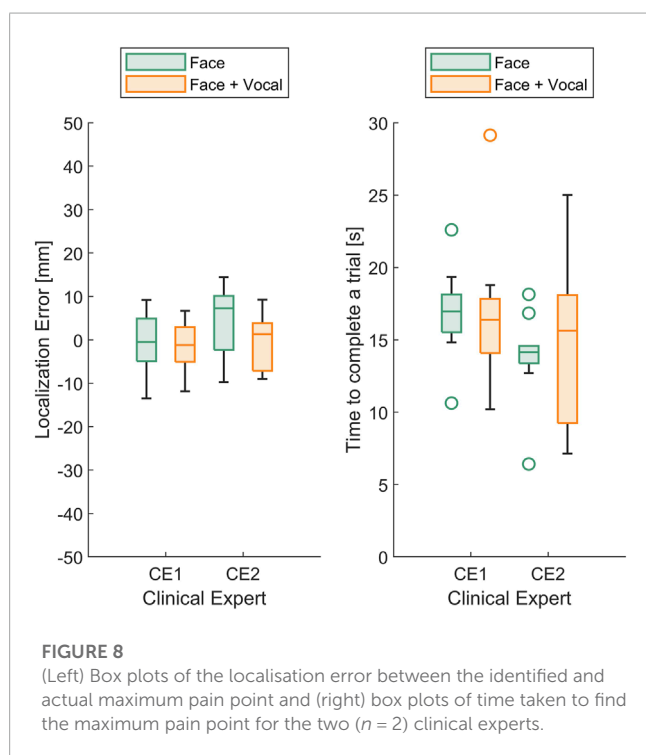 Face
Face + Vocal
50
40
30
20
10
0
-10
-20
-30
-40
-50
Localization Error [mm]
CE1 CE2
Clinical Expert
Face
Face + Vocal
30
25
20
15
10
5
0
Time to complete a trial [s]
CE1 CE2
Clinical Expert
FIGURE 8
(Left) Box plots of the localisation error between the identified and
actual maximum pain point and (right) box plots of time taken to find
the maximum pain point for the two (n = 2) clinical experts.